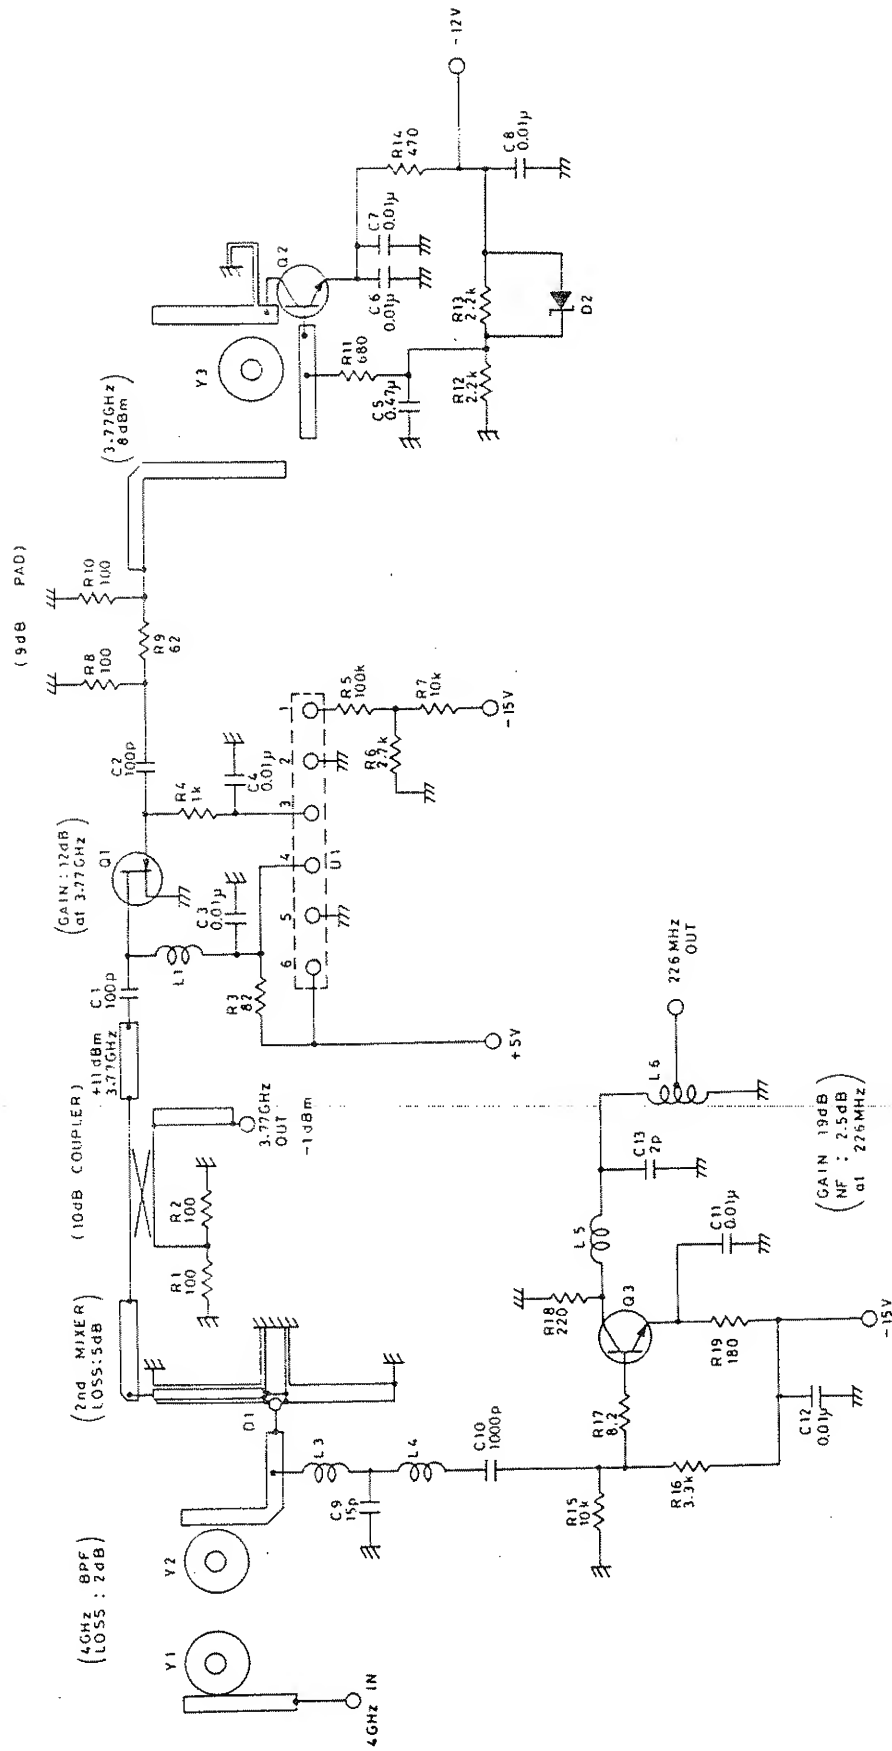 (4GHz BPF
LOSS : 2dB)
Y1
Y2
4GHz IN
(2nd MIXER
LOSS:5dB)
D1
L3
C9
15p
L4
C10
1000p
(10dB COUPLER)
R1
100
R2
100
3.77GHz
OUT
-1dBm
+11dBm
3.77GHz
C1
100p
(GAIN:12dB
at 3.77GHz)
Q1
L1
C3
0.01μ
R3
82
+5V
C2
100p
R4
1k
C4
0.01μ
6
5
4
3
2
1
U1
R5
100k
R6
2.7k
R7
10k
-15V
(9dB PAD)
R8
100
R9
62
R10
100
(3.77GHz
8dBm)
Y3
Q2
R11
680
C5
0.47μ
C6
0.01μ
C7
0.01μ
R14
470
-12V
R12
2.2k
R13
2.2k
C8
0.01μ
D2
R15
10k
R16
3.3k
R17
8.2
R18
220
Q3
R19
180
C12
0.01μ
-15V
C11
0.01μ
L5
C13
2p
L6
226MHz
OUT
(GAIN 19dB
NF : 2.5dB
at 226MHz)